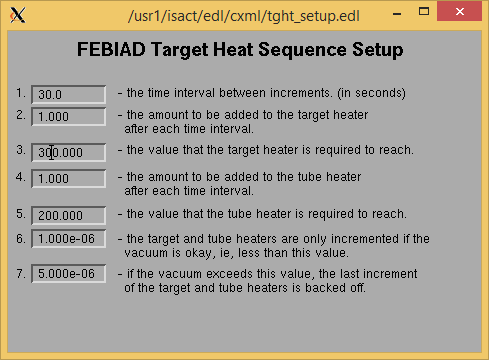 /usr1/isact/edl/cxml/tght_setup.edl
FEBIAD Target Heat Sequence Setup
1. 30.0 - the time interval between increments. (in seconds)
2. 1.000 - the amount to be added to the target heater
after each time interval.
3. 300.000 - the value that the target heater is required to reach.
4. 1.000 - the amount to be added to the tube heater
after each time interval.
5. 200.000 - the value that the tube heater is required to reach.
6. 1.000e-06 - the target and tube heaters are only incremented if the
vacuum is okay, ie, less than this value.
7. 5.000e-06 - if the vacuum exceeds this value, the last increment
of the target and tube heaters is backed off.